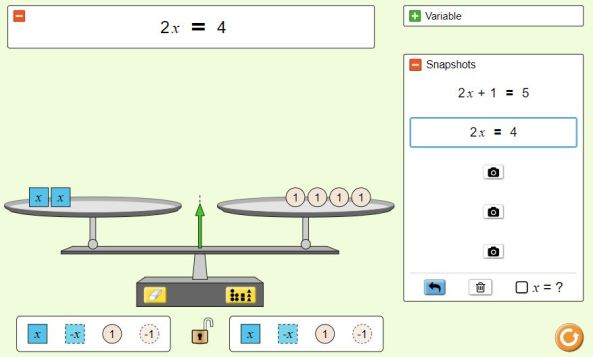 2x = 4
Variable
Snapshots
2x + 1 = 5
2x = 4
x = ?
x x
1 1 1 1
x -x 1 -1
x -x 1 -1